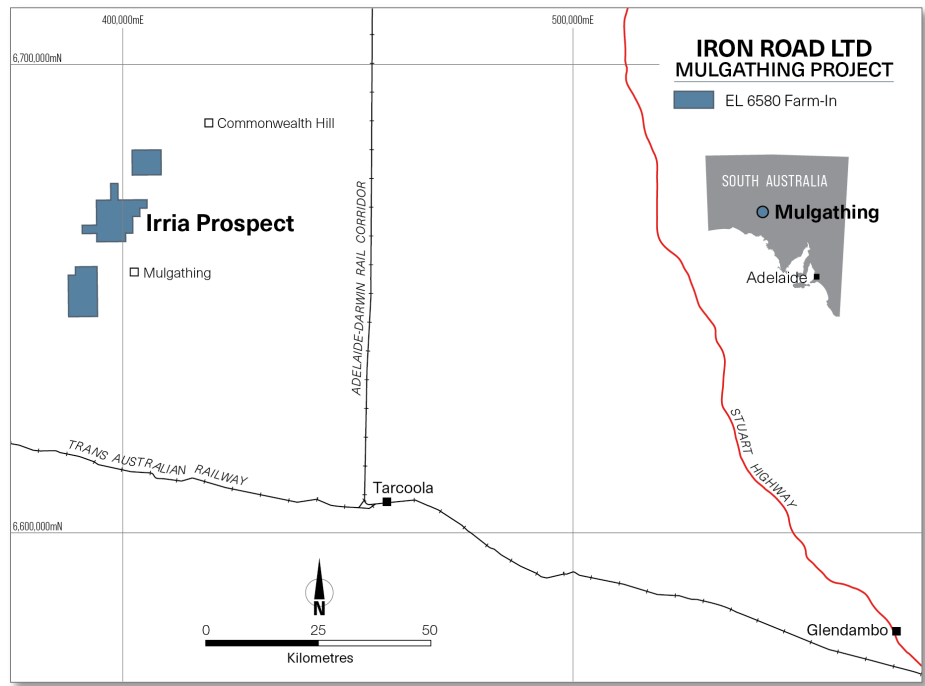 400,000mE
500,000mE
6,700,000mN
IRON ROAD LTD
MULGATHING PROJECT
EL 6580 Farm-In
Commonwealth Hill
SOUTH AUSTRALIA
Mulgathing
Adelaide
Irria Prospect
Mulgathing
ADELAIDE-DARWIN RAIL CORRIDOR
STUART HIGHWAY
TRANS AUSTRALIAN RAILWAY
Tarcoola
6,600,000mN
N
0 25 50
Kilometres
Glendambo